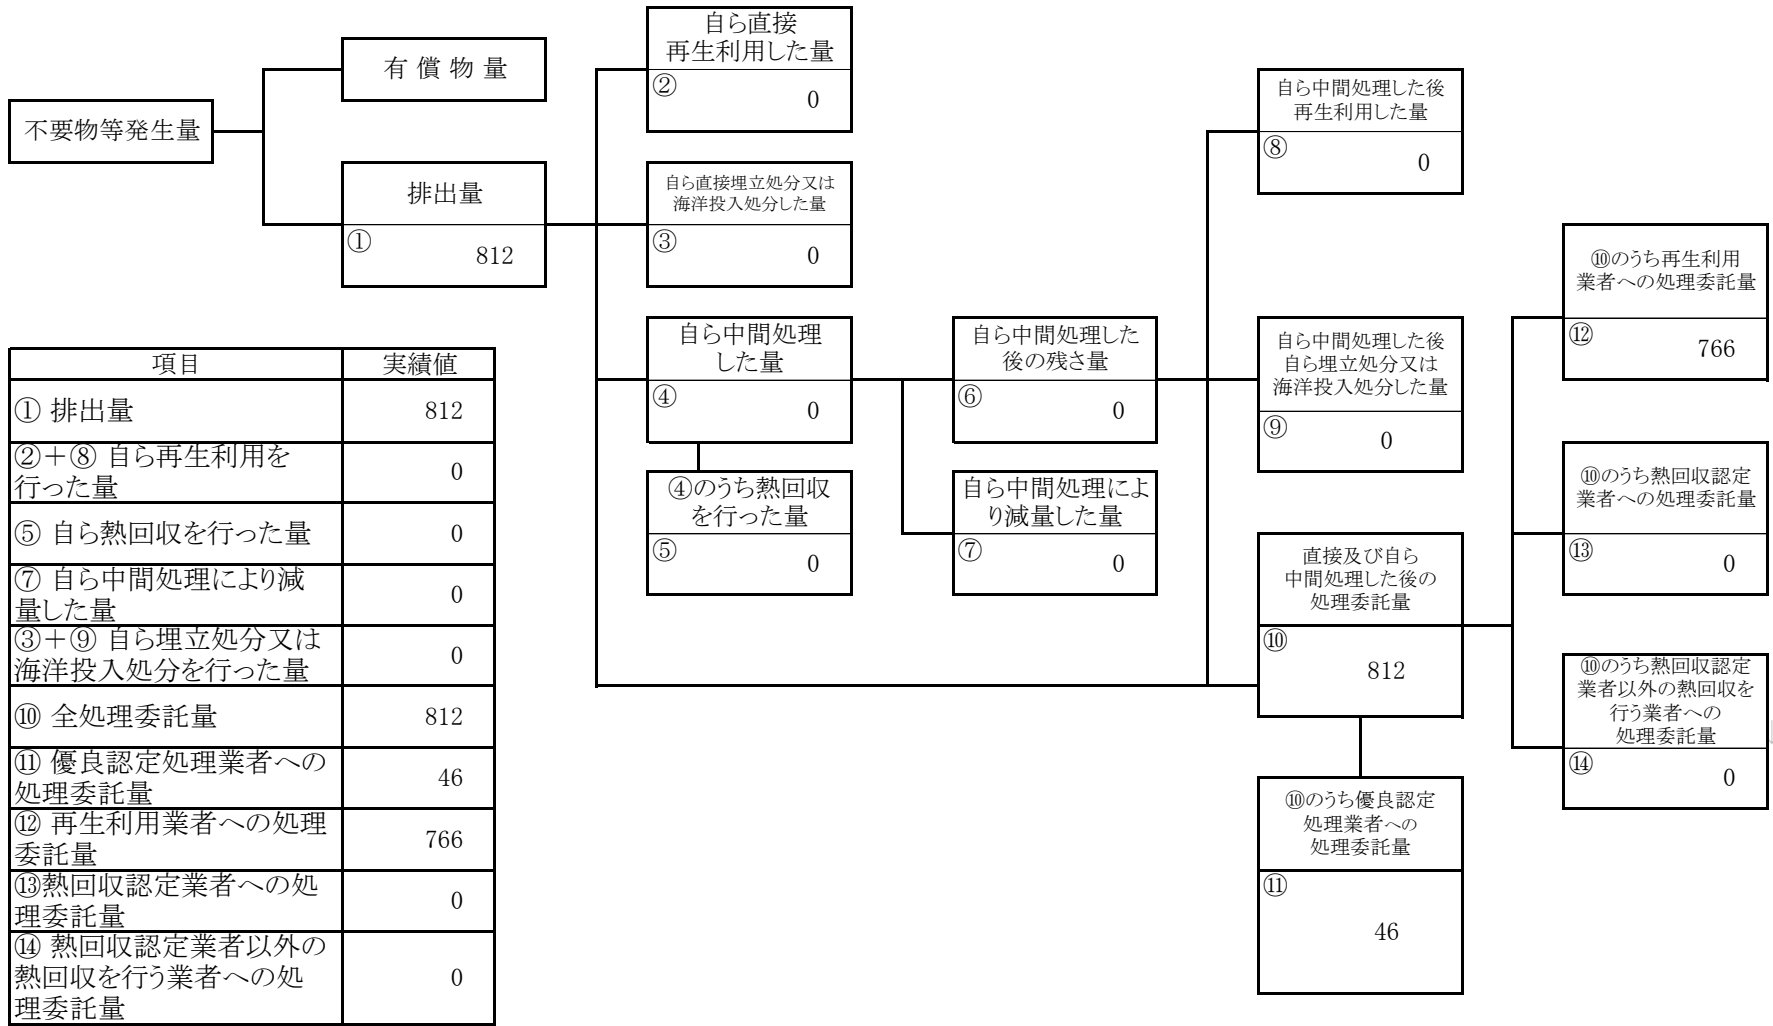 不要物等発生量
有 償 物 量
排出量
①
812
自ら直接
再生利用した量
②
0
自ら直接埋立処分又は
海洋投入処分した量
③
0
自ら中間処理
した量
④
0
④のうち熱回収
を行った量
⑤
0
自ら中間処理した
後の残さ量
⑥
0
自ら中間処理によ
り減量した量
⑦
0
自ら中間処理した後
再生利用した量
⑧
0
自ら中間処理した後
自ら埋立処分又は
海洋投入処分した量
⑨
0
直接及び自ら
中間処理した後の
処理委託量
⑩
812
⑩のうち優良認定
処理業者への
処理委託量
⑪
46
⑩のうち再生利用
業者への処理委託量
⑫
766
⑩のうち熱回収認定
業者への処理委託量
⑬
0
⑩のうち熱回収認定
業者以外の熱回収を
行う業者への
処理委託量
⑭
0
項目 実績値
① 排出量 812
②＋⑧ 自ら再生利用を
行った量 0
⑤ 自ら熱回収を行った量 0
⑦ 自ら中間処理により減
量した量 0
③＋⑨ 自ら埋立処分又は
海洋投入処分を行った量 0
⑩ 全処理委託量 812
⑪ 優良認定処理業者への
処理委託量 46
⑫ 再生利用業者への処理
委託量 766
⑬熱回収認定業者への処
理委託量 0
⑭ 熱回収認定業者以外の
熱回収を行う業者への処
理委託量 0